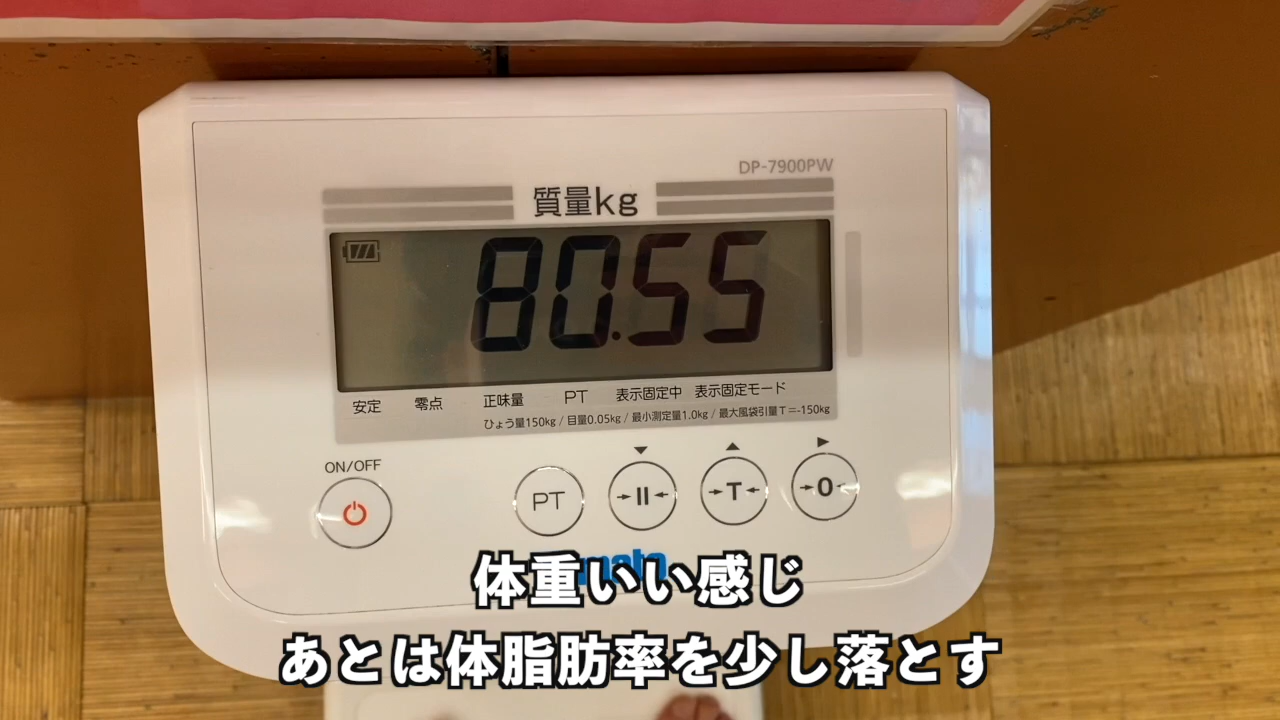 DP-7900PW
質量kg
80.55
安定 零点 正味量 PT 表示固定中 表示固定モード
ひょう量150kg / 目量0.05kg / 最小測定量1.0kg / 最大風袋引量T=-150kg
ON/OFF
PT →II← →T← →0←
体重いい感じ
あとは体脂肪率を少し落とす